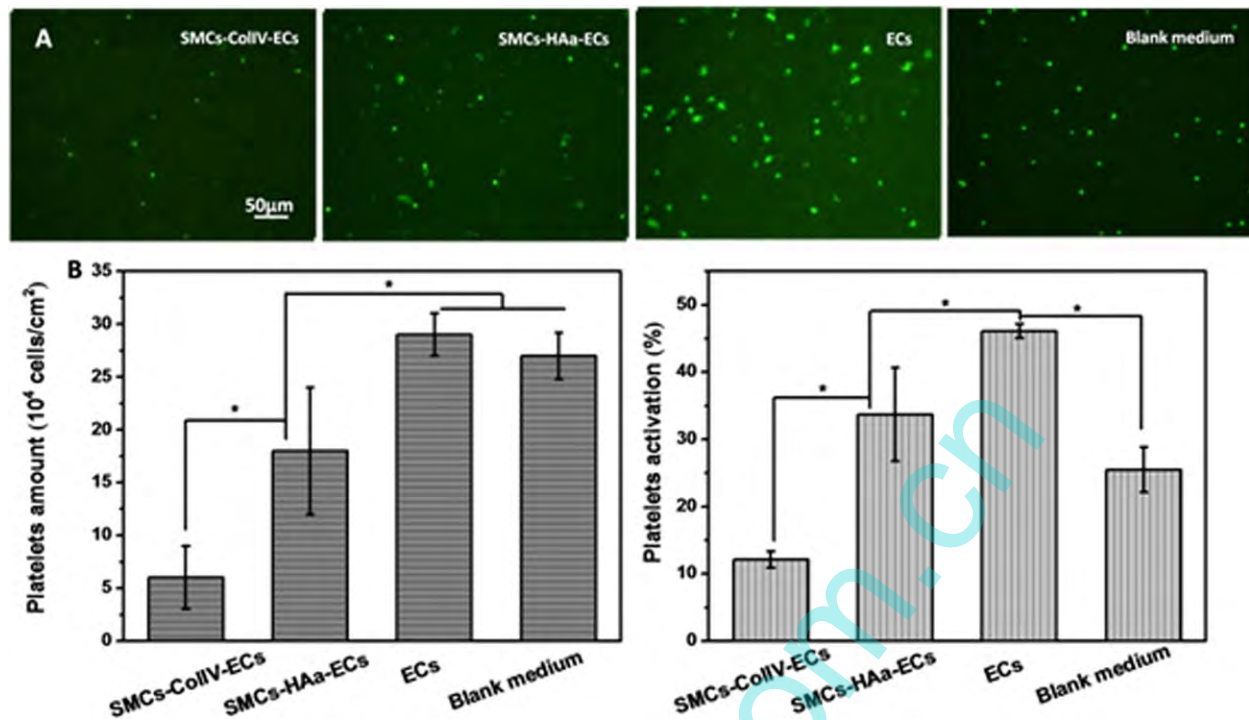 A
SMCs-ColIV-ECs
SMCs-HAa-ECs
ECs
Blank medium
50μm
B
Platelets amount (10⁴ cells/cm²)
35
30
25
20
15
10
5
0
*
*
SMCs-ColIV-ECs
SMCs-HAa-ECs
ECs
Blank medium
Platelets activation (%)
50
40
30
20
10
0
*
*
*
SMCs-ColIV-ECs
SMCs-HAa-ECs
ECs
Blank medium
om.cn